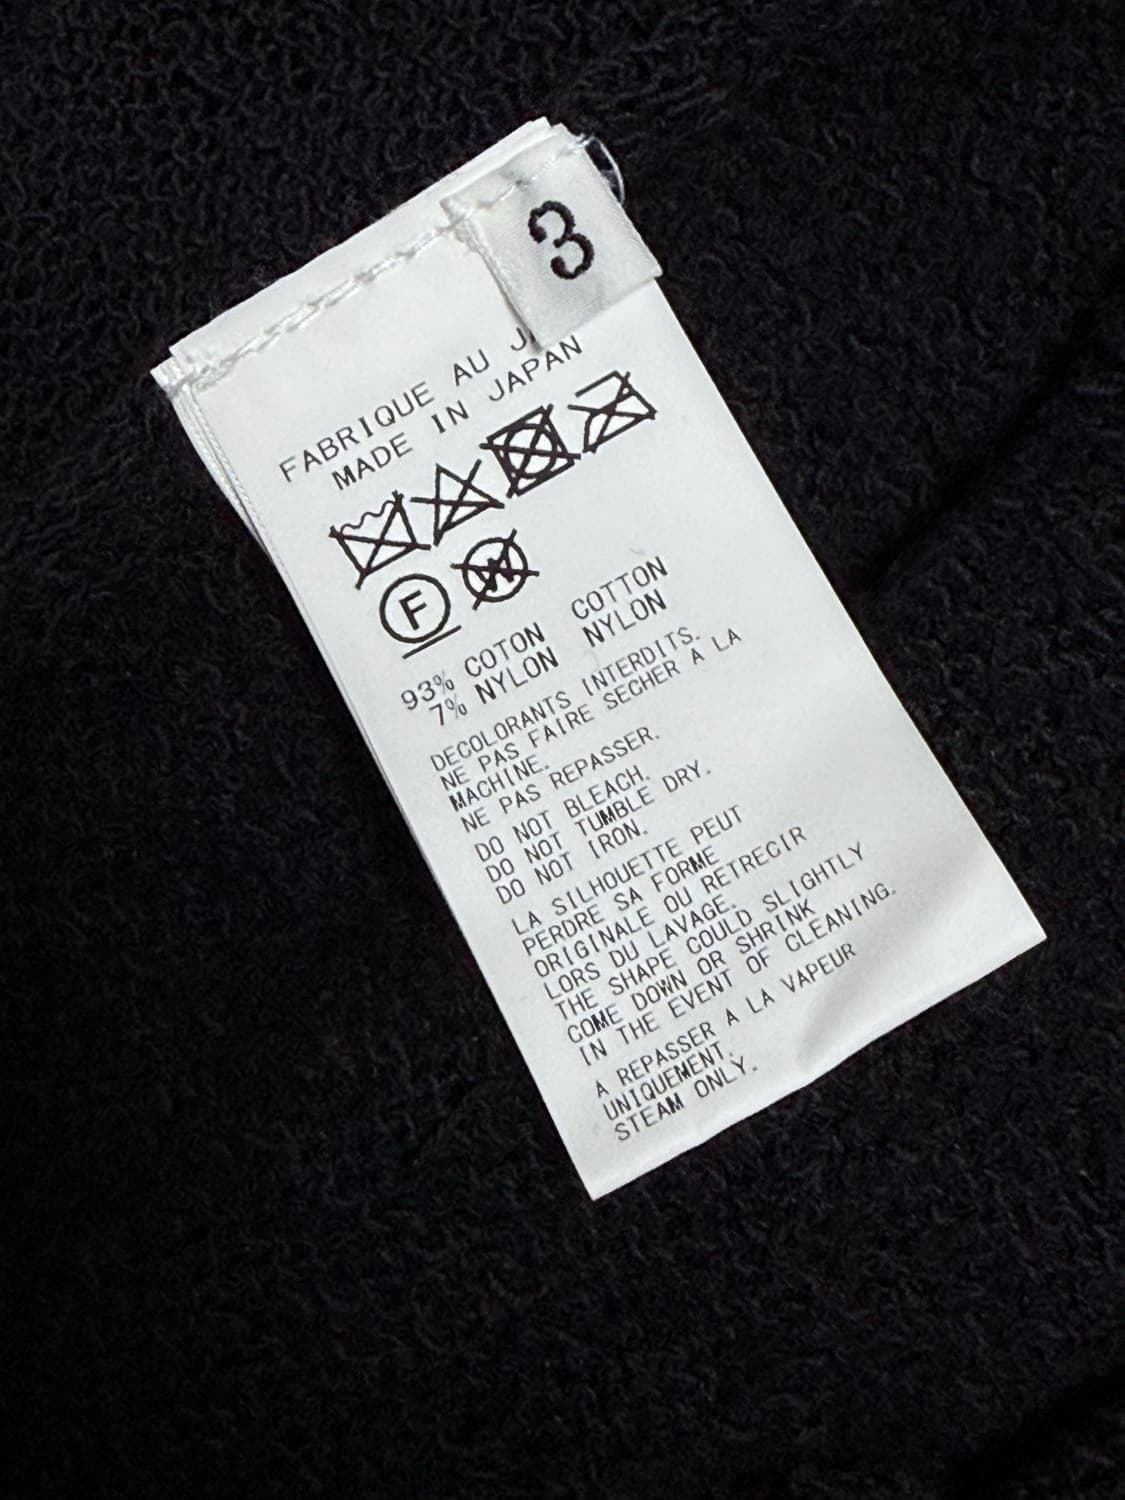 3
FABRIQUE AU
MADE IN JAPAN
F W
93% COTON COTTON
7% NYLON NYLON
DECOLORANTS INTERDITS.
NE PAS FAIRE SECHER A LA
MACHINE.
NE PAS REPASSER.
DO NOT BLEACH.
DO NOT TUMBLE DRY.
DO NOT IRON.
LA SILHOUETTE PEUT
PERDRE SA FORME
ORIGINALE OU RETRECIR
LORS DU LAVAGE.
THE SHAPE COULD SLIGHTLY
COME DOWN OR SHRINK
IN THE EVENT OF CLEANING.
A REPASSER A LA VAPEUR
UNIQUEMENT.
STEAM ONLY.